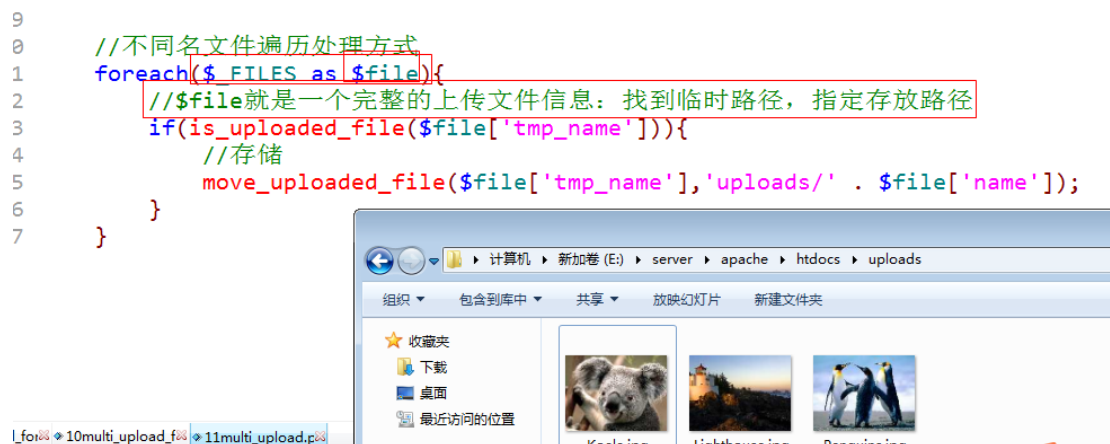 9
0 //不同名文件遍历处理方式
1 foreach($_FILES as $file){
2 //$file就是一个完整的上传文件信息：找到临时路径，指定存放路径
3 if(is_uploaded_file($file['tmp_name'])){
4 //存储
5 move_uploaded_file($file['tmp_name'],'uploads/' . $file['name']);
6 }
7 }
计算机 新加卷 (E:) server apache htdocs uploads
组织 包含到库中 共享 放映幻灯片 新建文件夹
收藏夹
下载
桌面
最近访问的位置
10multi_upload_f 11multi_upload.p